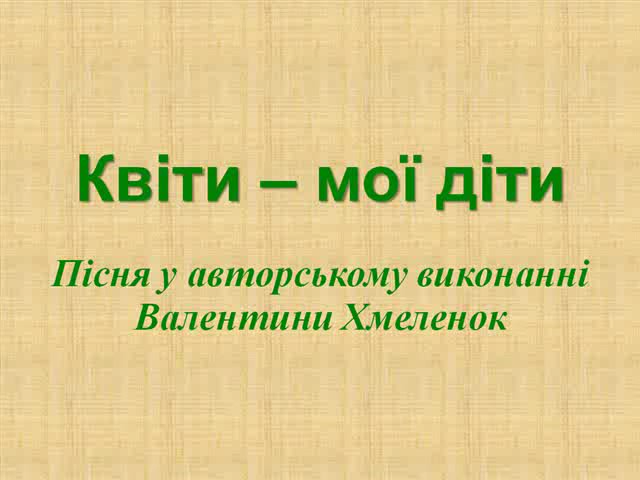 Квіти – мої діти
Пісня у авторському виконанні
Валентини Хмеленок